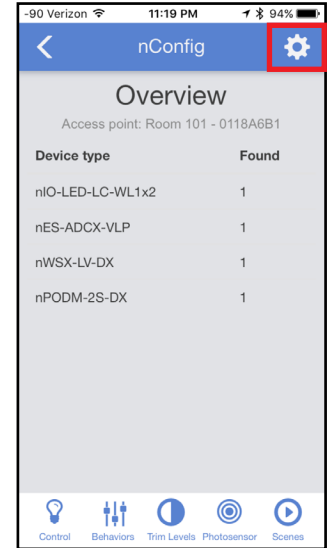 -90 Verizon 11:19 PM 94%
nConfig
Overview
Access point: Room 101 - 0118A6B1
Device type Found
nIO-LED-LC-WL1x2 1
nES-ADCX-VLP 1
nWSX-LV-DX 1
nPODM-2S-DX 1
Control Behaviors Trim Levels Photosensor Scenes